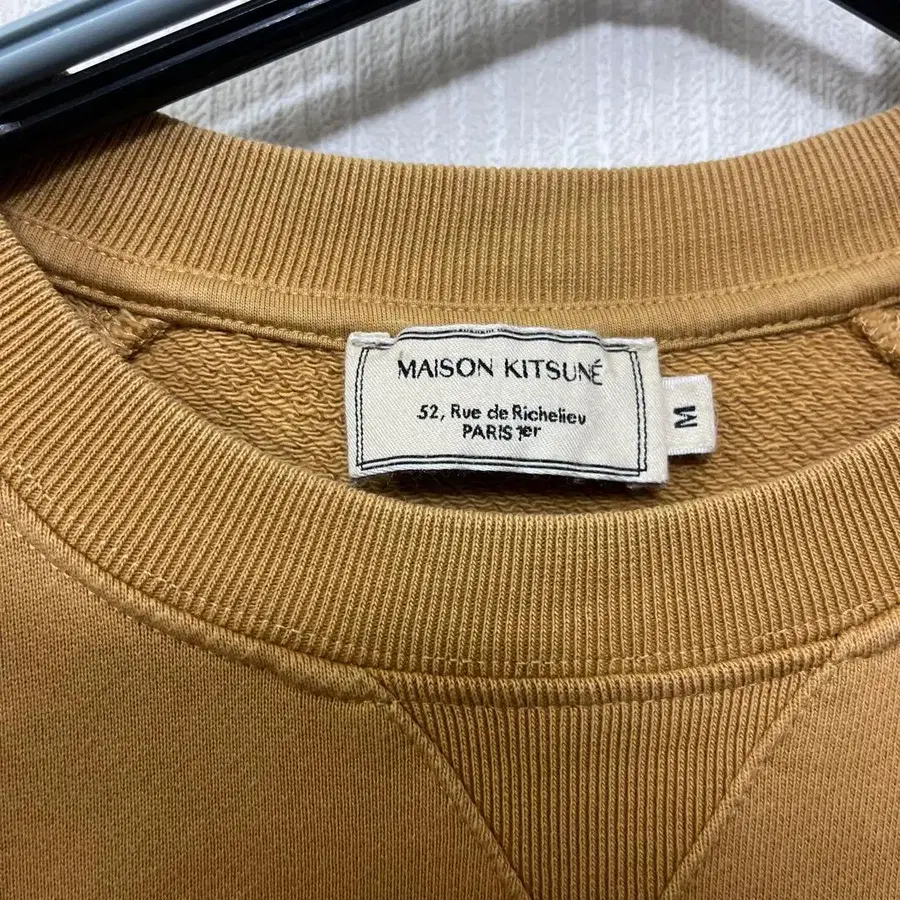 MAISON KITSUNÉ
52, Rue de Richelieu
PARIS 1er
M